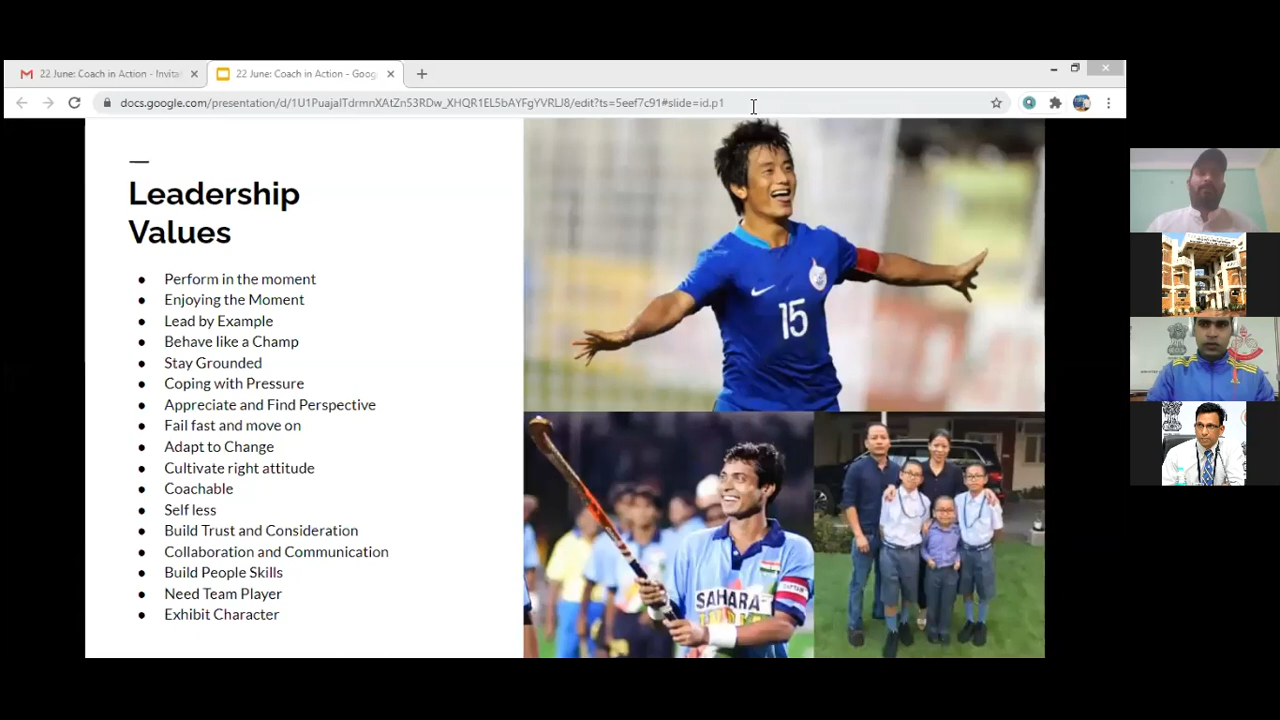 22 June: Coach in Action - Invita
22 June: Coach in Action - Goog
docs.google.com/presentation/d/1U1PuajaITdrmnXAtZn53RDw_XHQR1EL5bAYFgYVRLJ8/edit?ts=5eef7c91#slide=id.p1
Leadership
Values
● Perform in the moment
● Enjoying the Moment
● Lead by Example
● Behave like a Champ
● Stay Grounded
● Coping with Pressure
● Appreciate and Find Perspective
● Fail fast and move on
● Adapt to Change
● Cultivate right attitude
● Coachable
● Self less
● Build Trust and Consideration
● Collaboration and Communication
● Build People Skills
● Need Team Player
● Exhibit Character
15
SAHARA